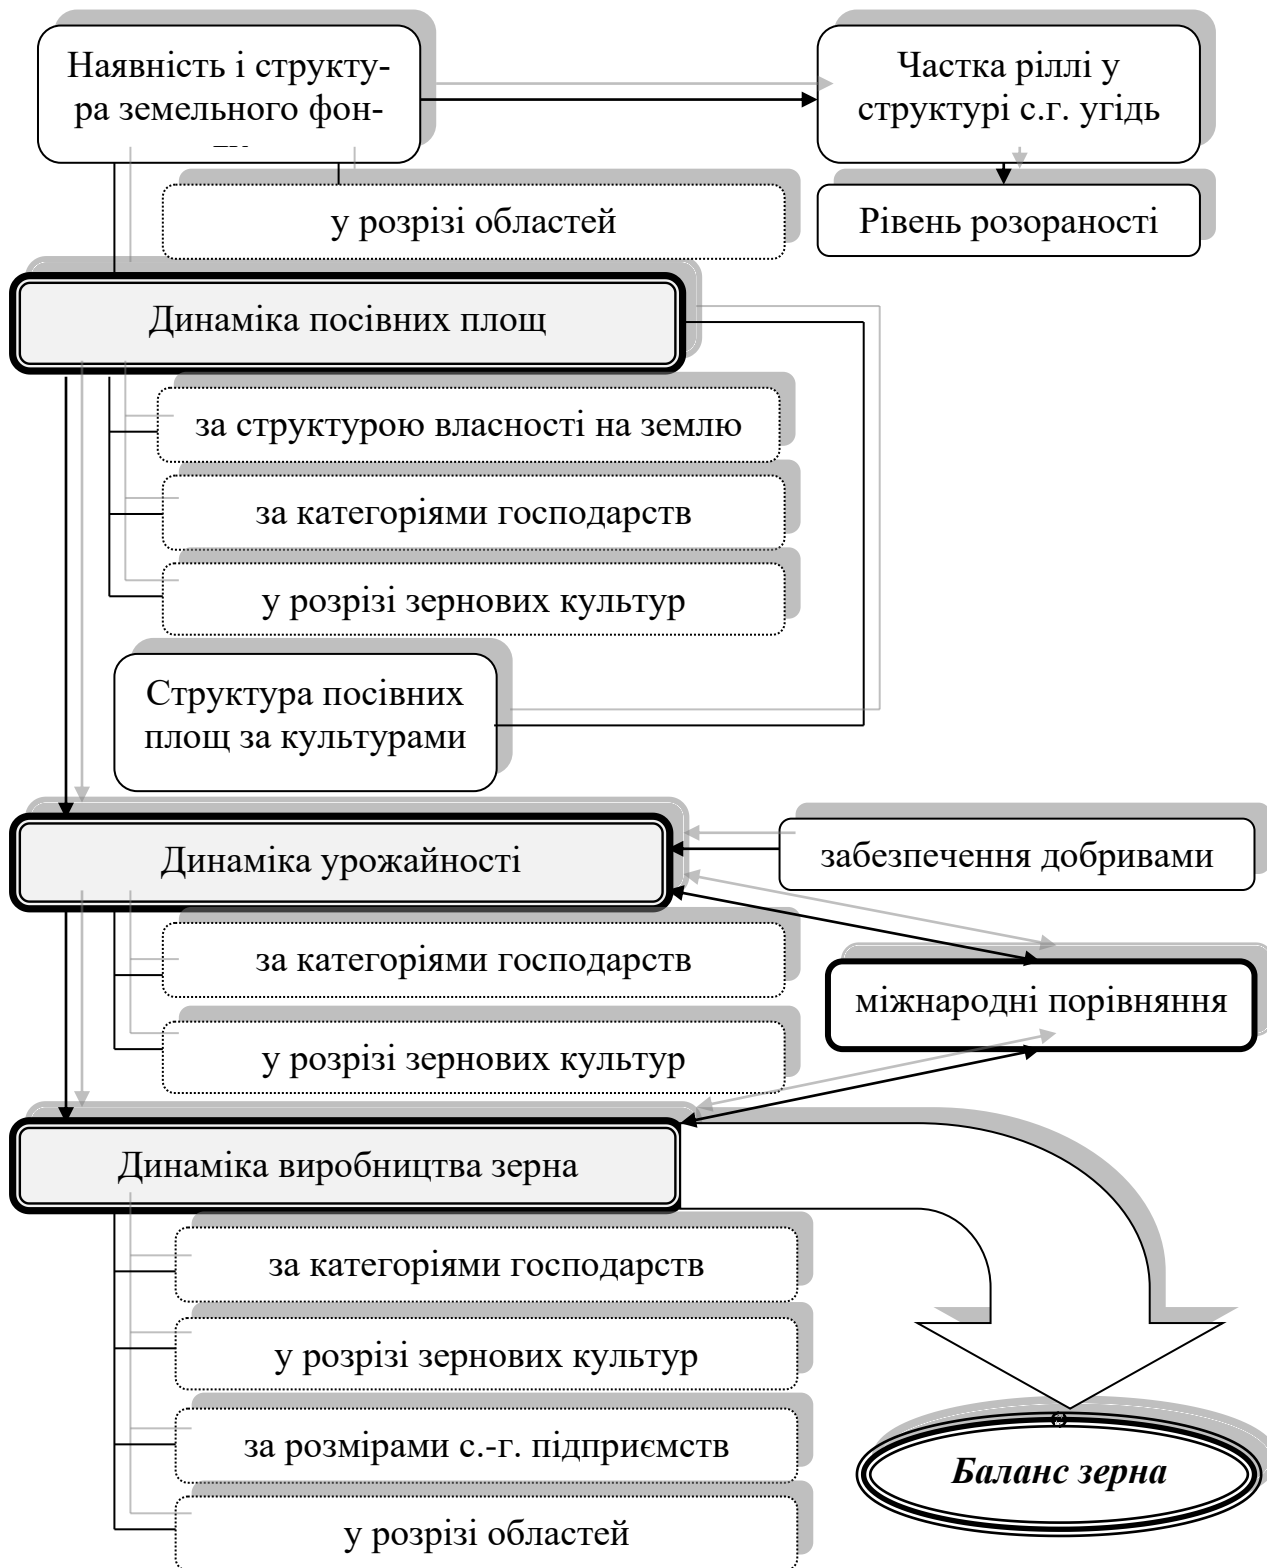 Наявність і структу-
ра земельного фон-
Частка ріллі у
структурі с.г. угідь
у розрізі областей
Рівень розораності
Динаміка посівних площ
за структурою власності на землю
за категоріями господарств
у розрізі зернових культур
Структура посівних
площ за культурами
Динаміка урожайності
забезпечення добривами
за категоріями господарств
міжнародні порівняння
у розрізі зернових культур
Динаміка виробництва зерна
за категоріями господарств
у розрізі зернових культур
за розмірами с.-г. підприємств
Баланс зерна
у розрізі областей